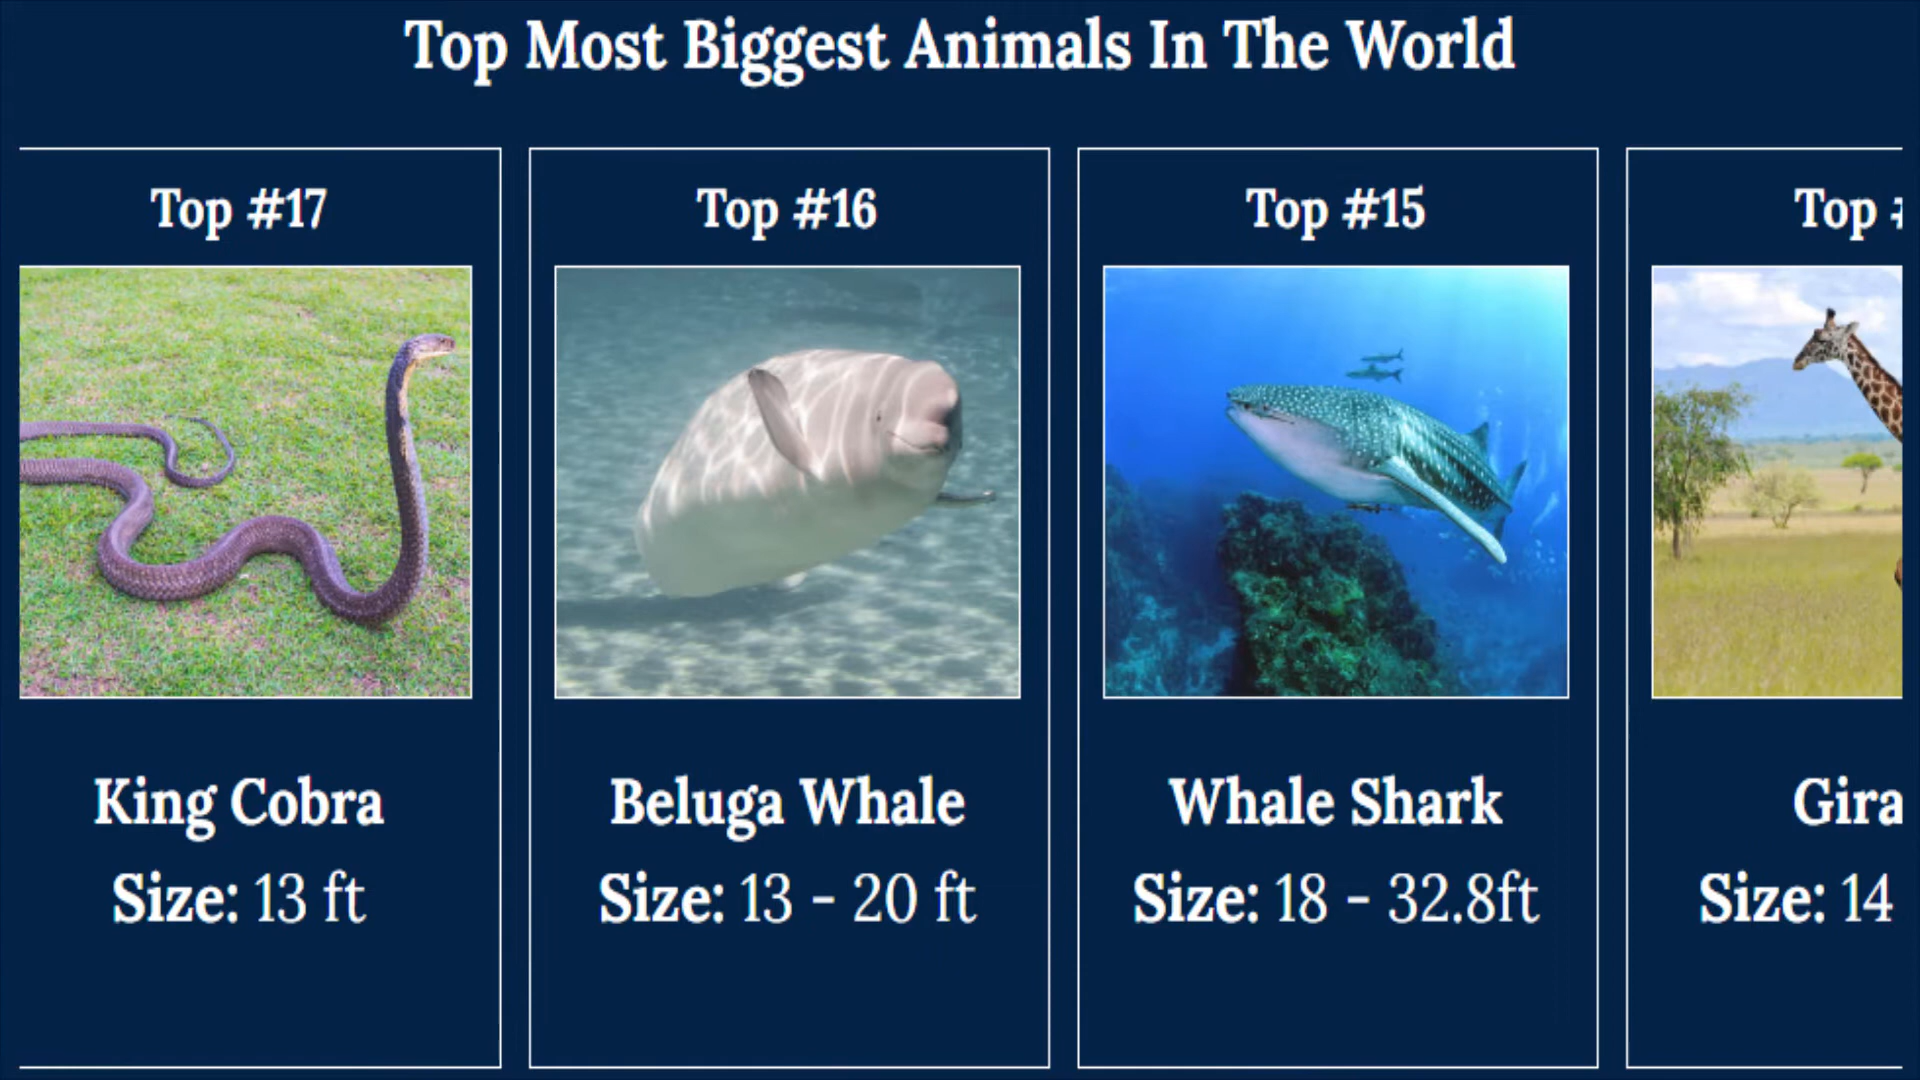 Top Most Biggest Animals In The World
Top #17
King Cobra
Size: 13 ft
Top #16
Beluga Whale
Size: 13 - 20 ft
Top #15
Whale Shark
Size: 18 - 32.8ft
Top #
Gira
Size: 14